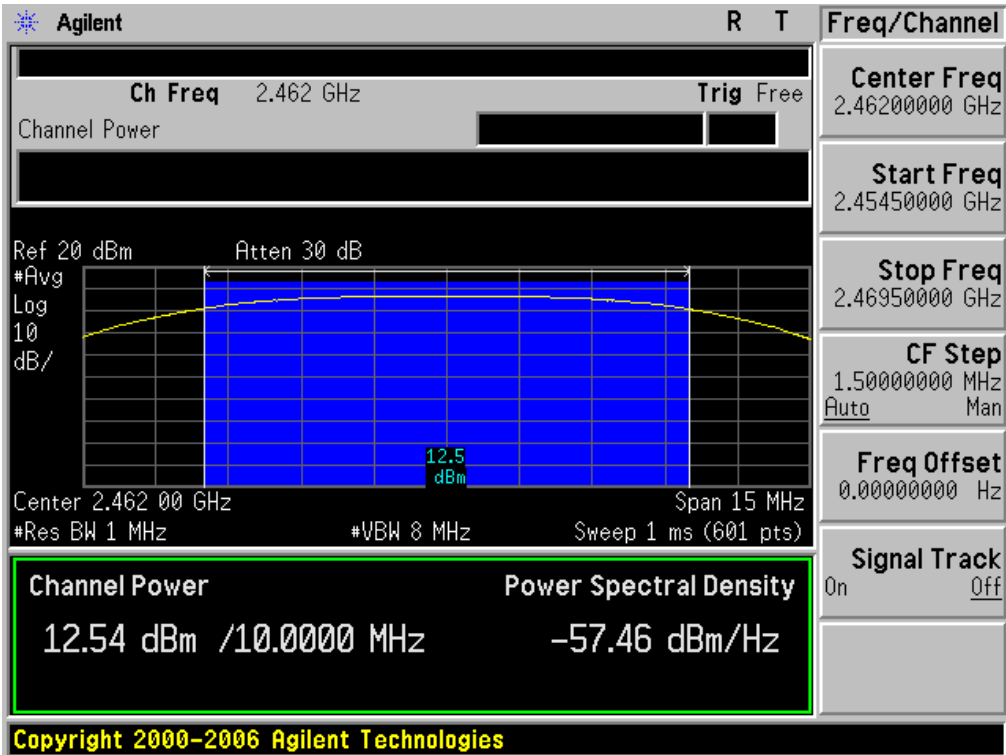 Agilent R T
Ch Freq 2.462 GHz Trig Free
Channel Power
Ref 20 dBm Atten 30 dB
#Avg
Log
10
dB/
12.5
dBm
Center 2.462 00 GHz Span 15 MHz
#Res BW 1 MHz #VBW 8 MHz Sweep 1 ms (601 pts)
Channel Power Power Spectral Density
12.54 dBm /10.0000 MHz -57.46 dBm/Hz
Copyright 2000-2006 Agilent Technologies
Freq/Channel
Center Freq
2.46200000 GHz
Start Freq
2.45450000 GHz
Stop Freq
2.46950000 GHz
CF Step
1.50000000 MHz
Auto Man
Freq Offset
0.00000000 Hz
Signal Track
On Off